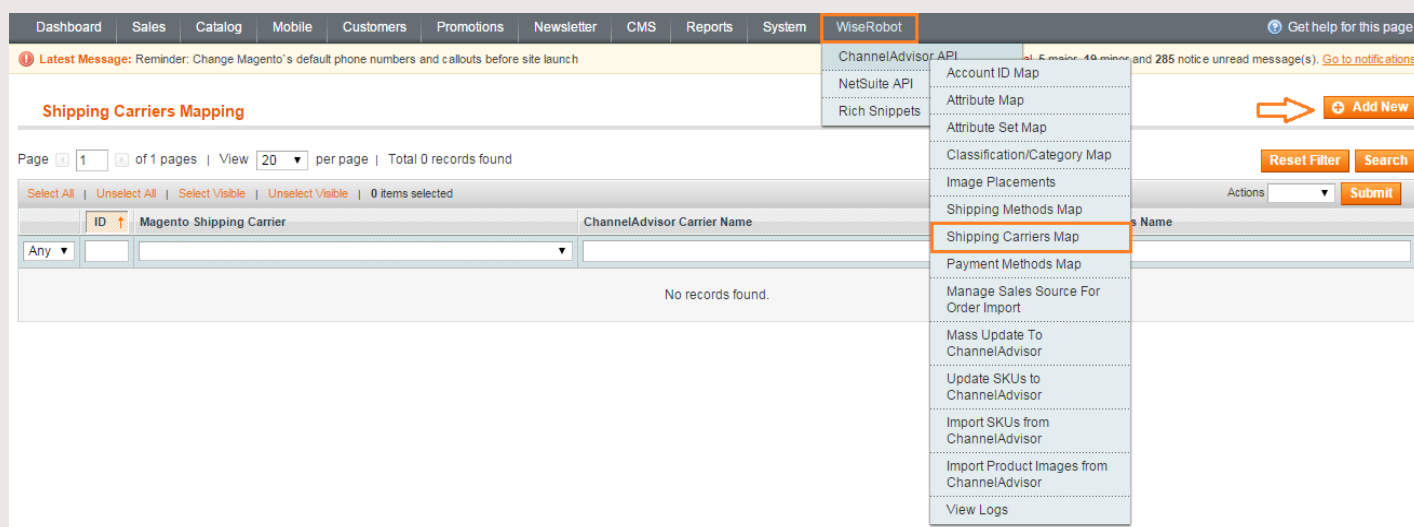 Dashboard Sales Catalog Mobile Customers Promotions Newsletter CMS Reports System WiseRobot Get help for this page
Latest Message: Reminder: Change Magento`s default phone numbers and callouts before site launch
5 major, 19 minor and 285 notice unread message(s). Go to notifications
ChannelAdvisor API
NetSuite API
Rich Snippets
Account ID Map
Attribute Map
Attribute Set Map
Classification/Category Map
Image Placements
Shipping Methods Map
Shipping Carriers Map
Payment Methods Map
Manage Sales Source For
Order Import
Mass Update To
ChannelAdvisor
Update SKUs to
ChannelAdvisor
Import SKUs from
ChannelAdvisor
Import Product Images from
ChannelAdvisor
View Logs
Shipping Carriers Mapping
Add New
Page 1 of 1 pages | View 20 per page | Total 0 records found
Reset Filter Search
Select All | Unselect All | Select Visible | Unselect Visible | 0 items selected
Actions Submit
ID Magento Shipping Carrier ChannelAdvisor Carrier Name Name
Any
No records found.